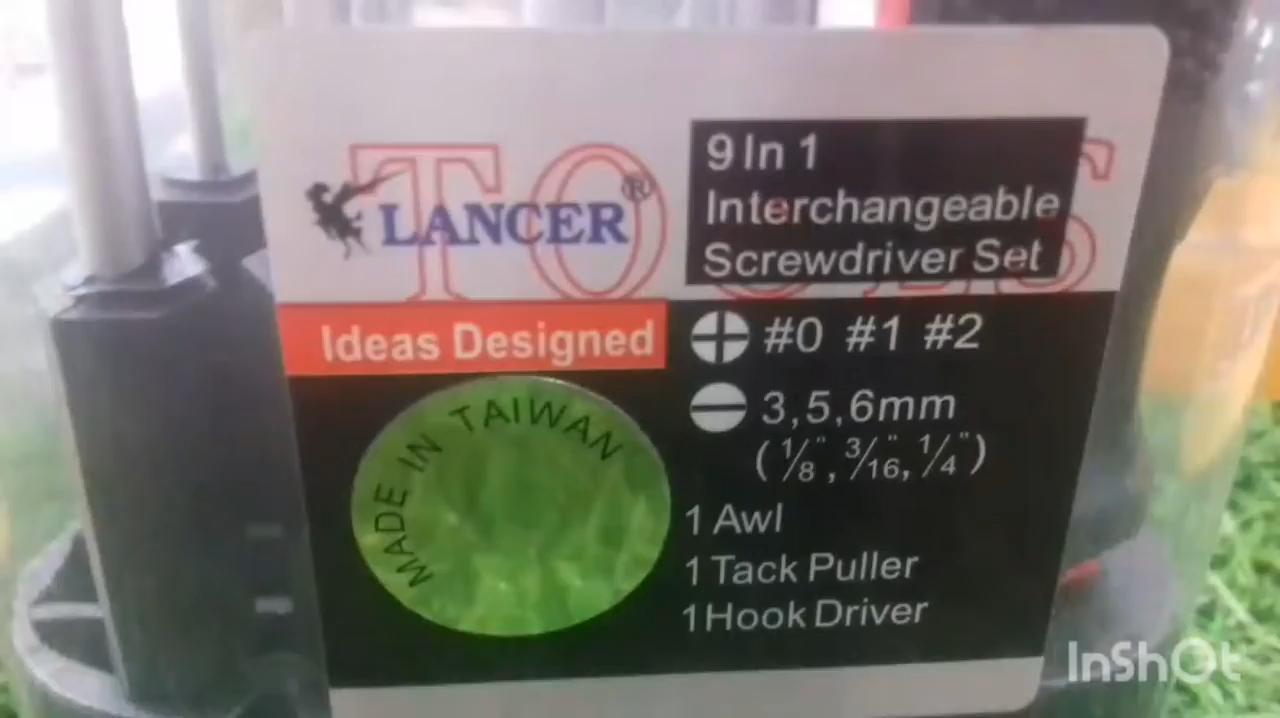 TOOLS
LANCER®
9 In 1
Interchangeable
Screwdriver Set
Ideas Designed
#0 #1 #2
3,5,6mm
(1/8", 3/16", 1/4")
MADE IN TAIWAN
1 Awl
1 Tack Puller
1 Hook Driver
InShOt